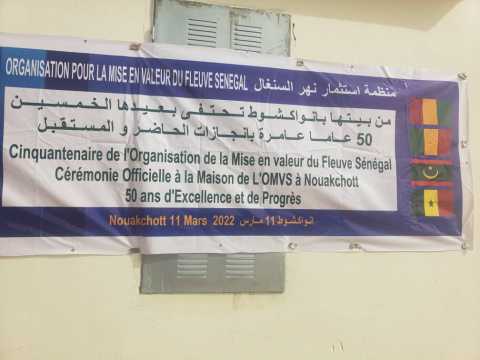 ORGANISATION POUR LA MISE EN VALEUR DU FLEUVE SENEGAL منظمة استثمار نهر السنغال
من بيتها بانواكشوط تحتفى بعيدها الخمسين
50 عاما عامرة بانجازات الحاضر و المستقبل
Cinquantenaire de l'Organisation de la Mise en valeur du Fleuve Sénégal
Cérémonie Officielle à la Maison de L'OMVS à Nouakchott
50 ans d'Excellence et de Progrès
Nouakchott 11 Mars 2022 انواكشوط 11 مارس